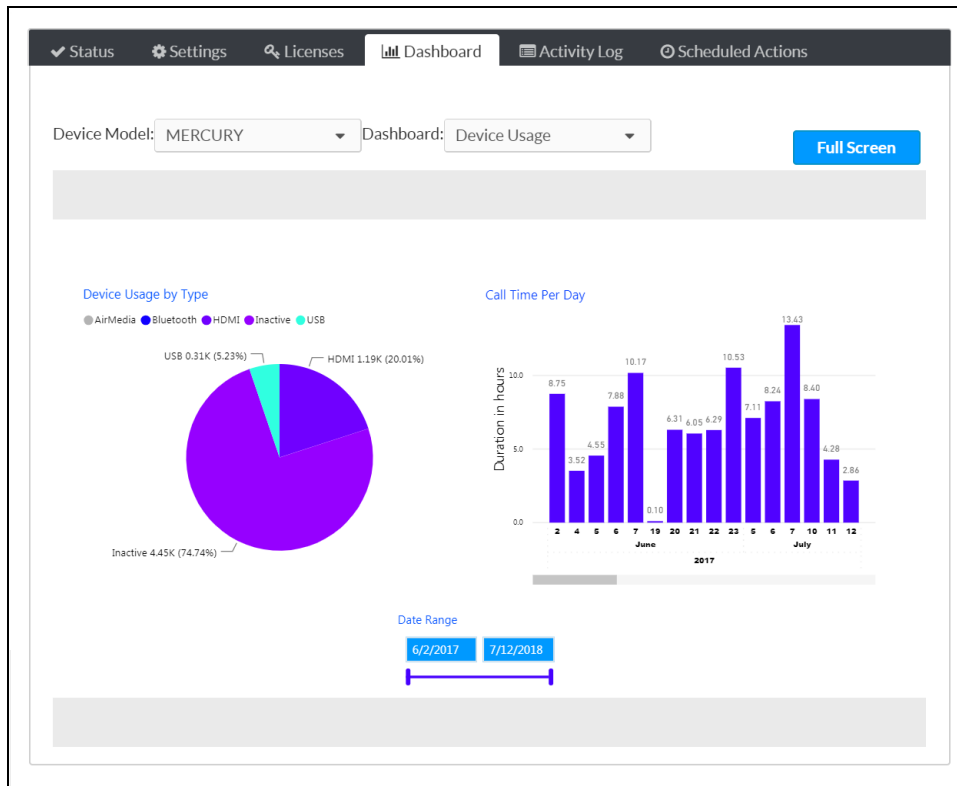 Status Settings Licenses Dashboard Activity Log Scheduled Actions
Device Model: MERCURY Dashboard: Device Usage
Full Screen
Device Usage by Type
AirMedia Bluetooth HDMI Inactive USB
USB 0.31K (5.23%)
HDMI 1.19K (20.01%)
Inactive 4.45K (74.74%)
Call Time Per Day
Duration in hours
10.0
5.0
0.0
8.75 3.52 4.55 7.88 10.17 0.10 6.31 6.05 6.29 10.53 7.11 8.24 13.43 8.40 4.28 2.86
2 4 5 6 7 19 20 21 22 23 5 6 7 10 11 12
June July
2017
Date Range
6/2/2017 7/12/2018